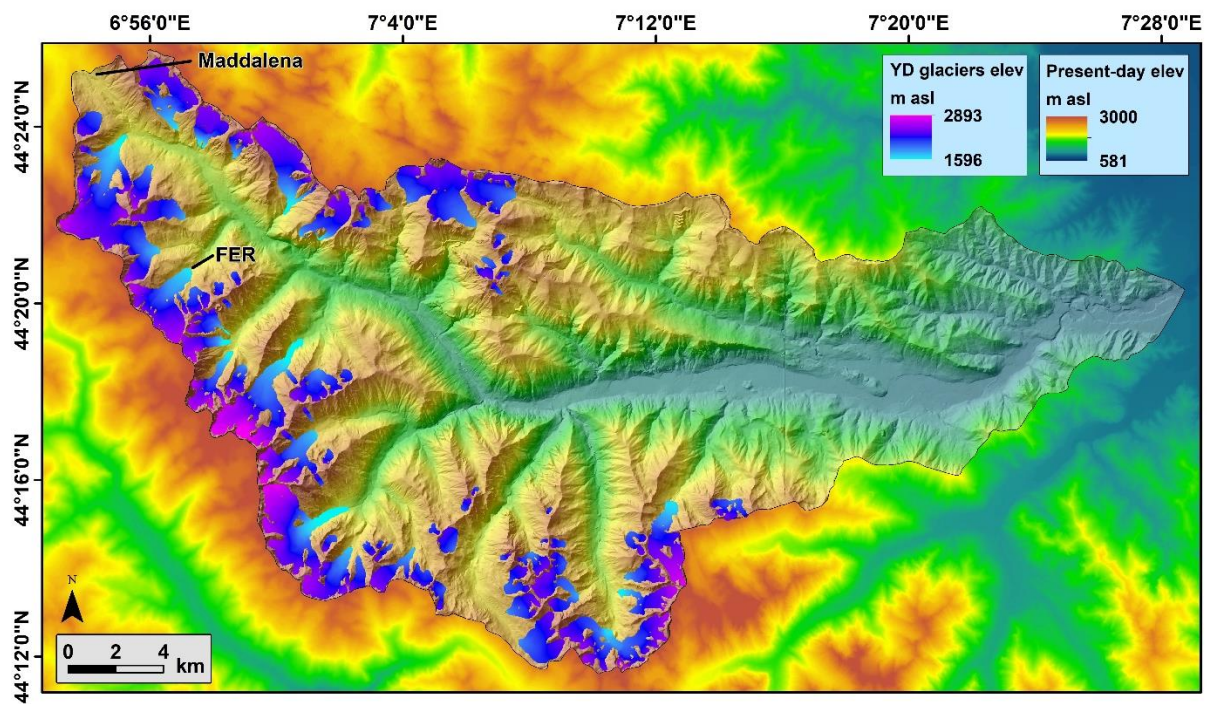 6°56'0"E
7°4'0"E
7°12'0"E
7°20'0"E
7°28'0"E
Maddalena
YD glaciers elev
m asl
2893
1596
Present-day elev
m asl
3000
581
44°24'0"N
FER
44°20'0"N
44°16'0"N
N
0 2 4
km
44°12'0"N